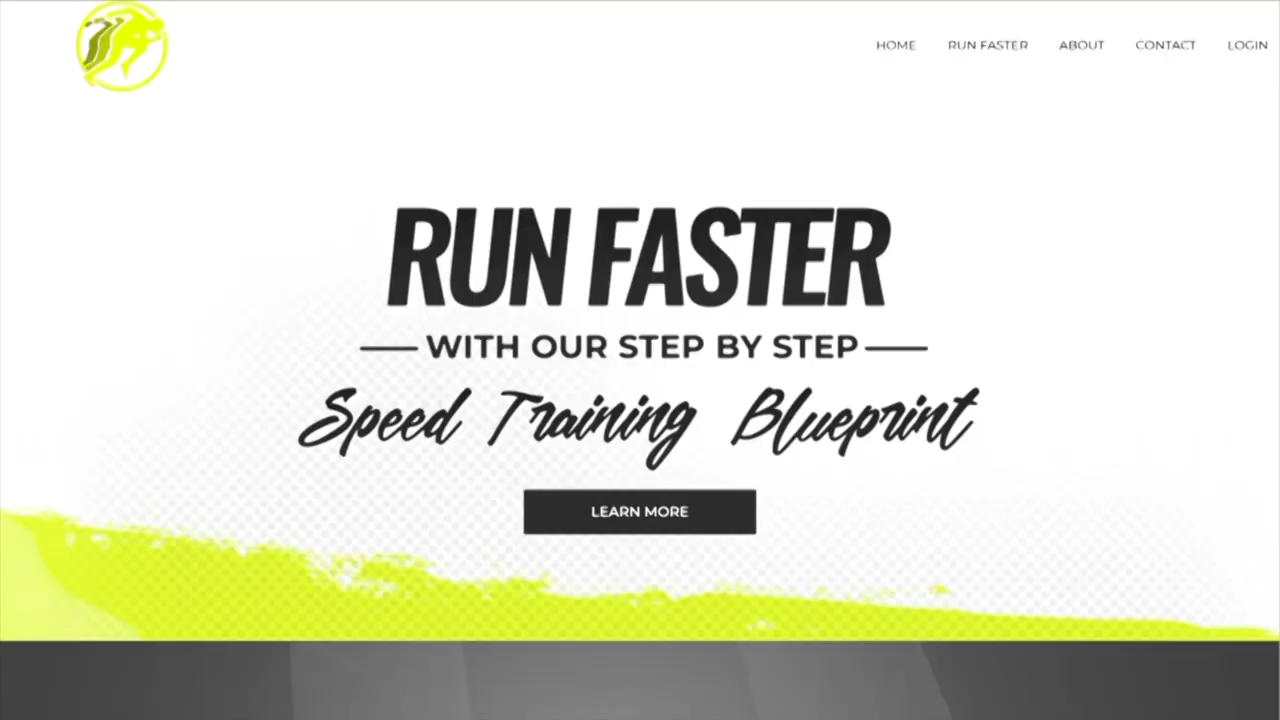 HOME RUN FASTER ABOUT CONTACT LOGIN
RUN FASTER
WITH OUR STEP BY STEP
Speed Training Blueprint
LEARN MORE